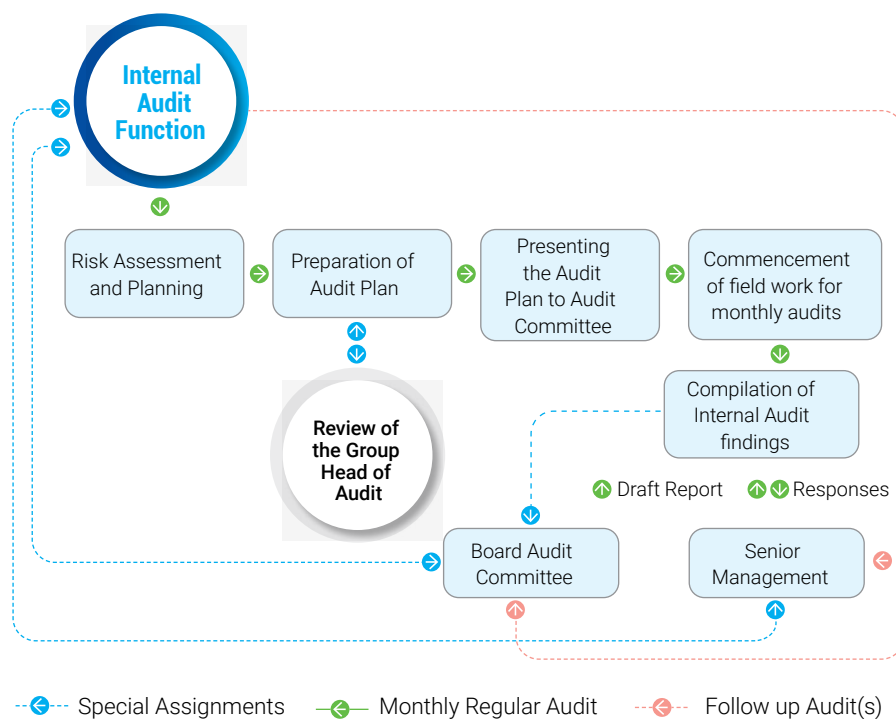 Internal
Audit
Function
Risk Assessment
and Planning
Preparation of
Audit Plan
Presenting
the Audit
Plan to Audit
Committee
Commencement
of field work for
monthly audits
Compilation of
Internal Audit
findings
Review of
the Group
Head of
Audit
Draft Report
Responses
Board Audit
Committee
Senior
Management
Special Assignments
Monthly Regular Audit
Follow up Audit(s)